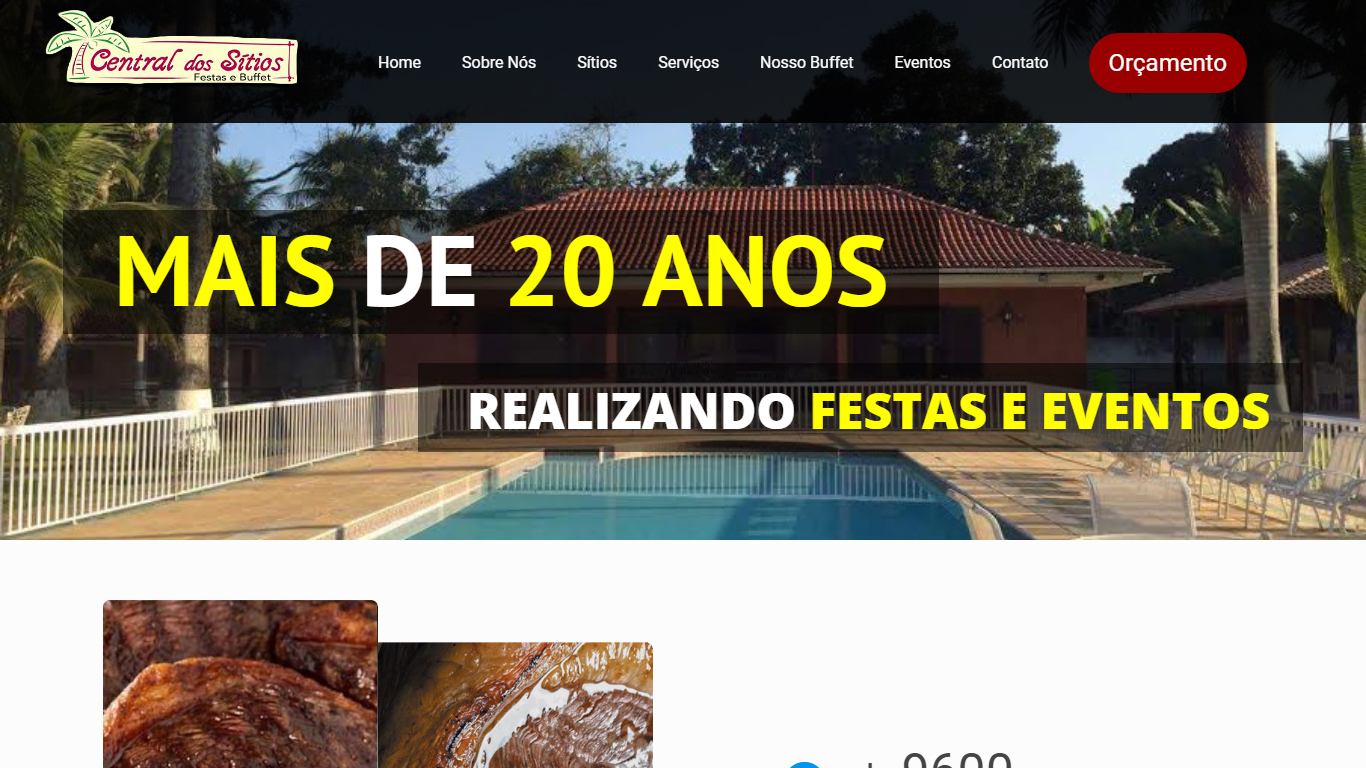 Central dos Sítios
Festas e Buffet
Home
Sobre Nós
Sítios
Serviços
Nosso Buffet
Eventos
Contato
Orçamento
MAIS DE 20 ANOS
REALIZANDO FESTAS E EVENTOS
9600